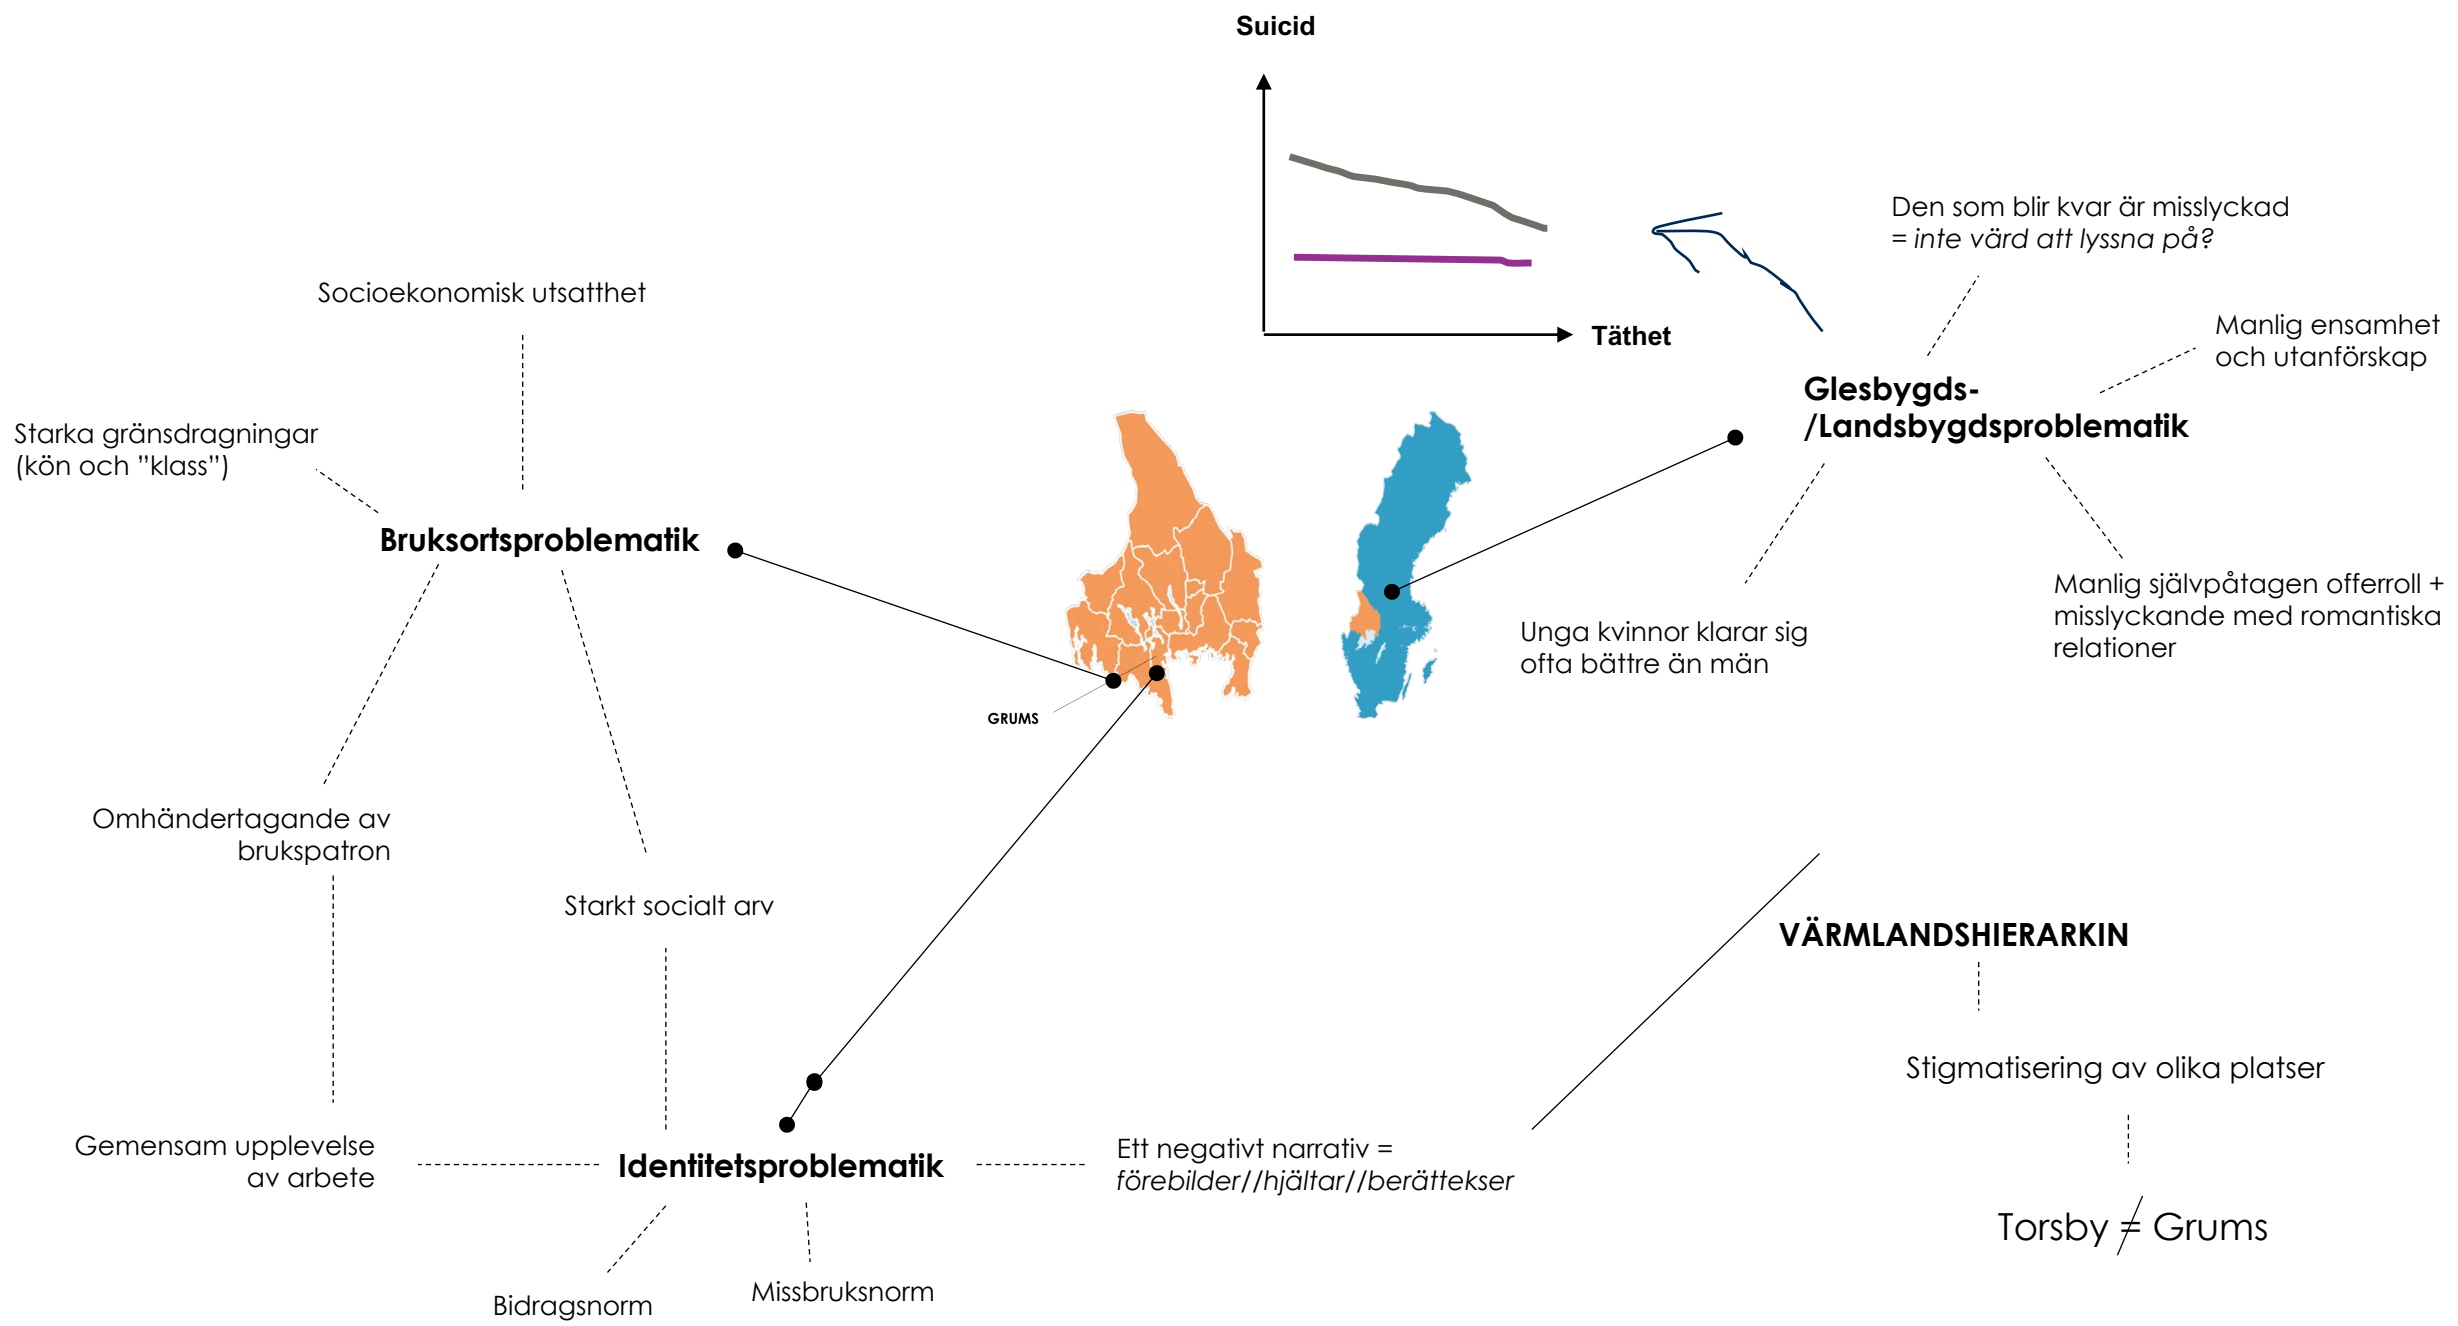 Suicid
Täthet
Den som blir kvar är misslyckad
= inte värd att lyssna på?
Manlig ensamhet
och utanförskap
Glesbygds-
/Landsbygdsproblematik
Unga kvinnor klarar sig
ofta bättre än män
Manlig självpåtagen offerroll +
misslyckande med romantiska
relationer
Socioekonomisk utsatthet
Starka gränsdragningar
(kön och ”klass”)
Bruksortsproblematik
GRUMS
Omhändertagande av
brukspatron
Starkt socialt arv
Gemensam upplevelse
av arbete
Identitetsproblematik
Ett negativt narrativ =
förebilder//hjältar//berättekser
Bidragsnorm
Missbruksnorm
VÄRMLANDSHIERARKIN
Stigmatisering av olika platser
Torsby ≠ Grums